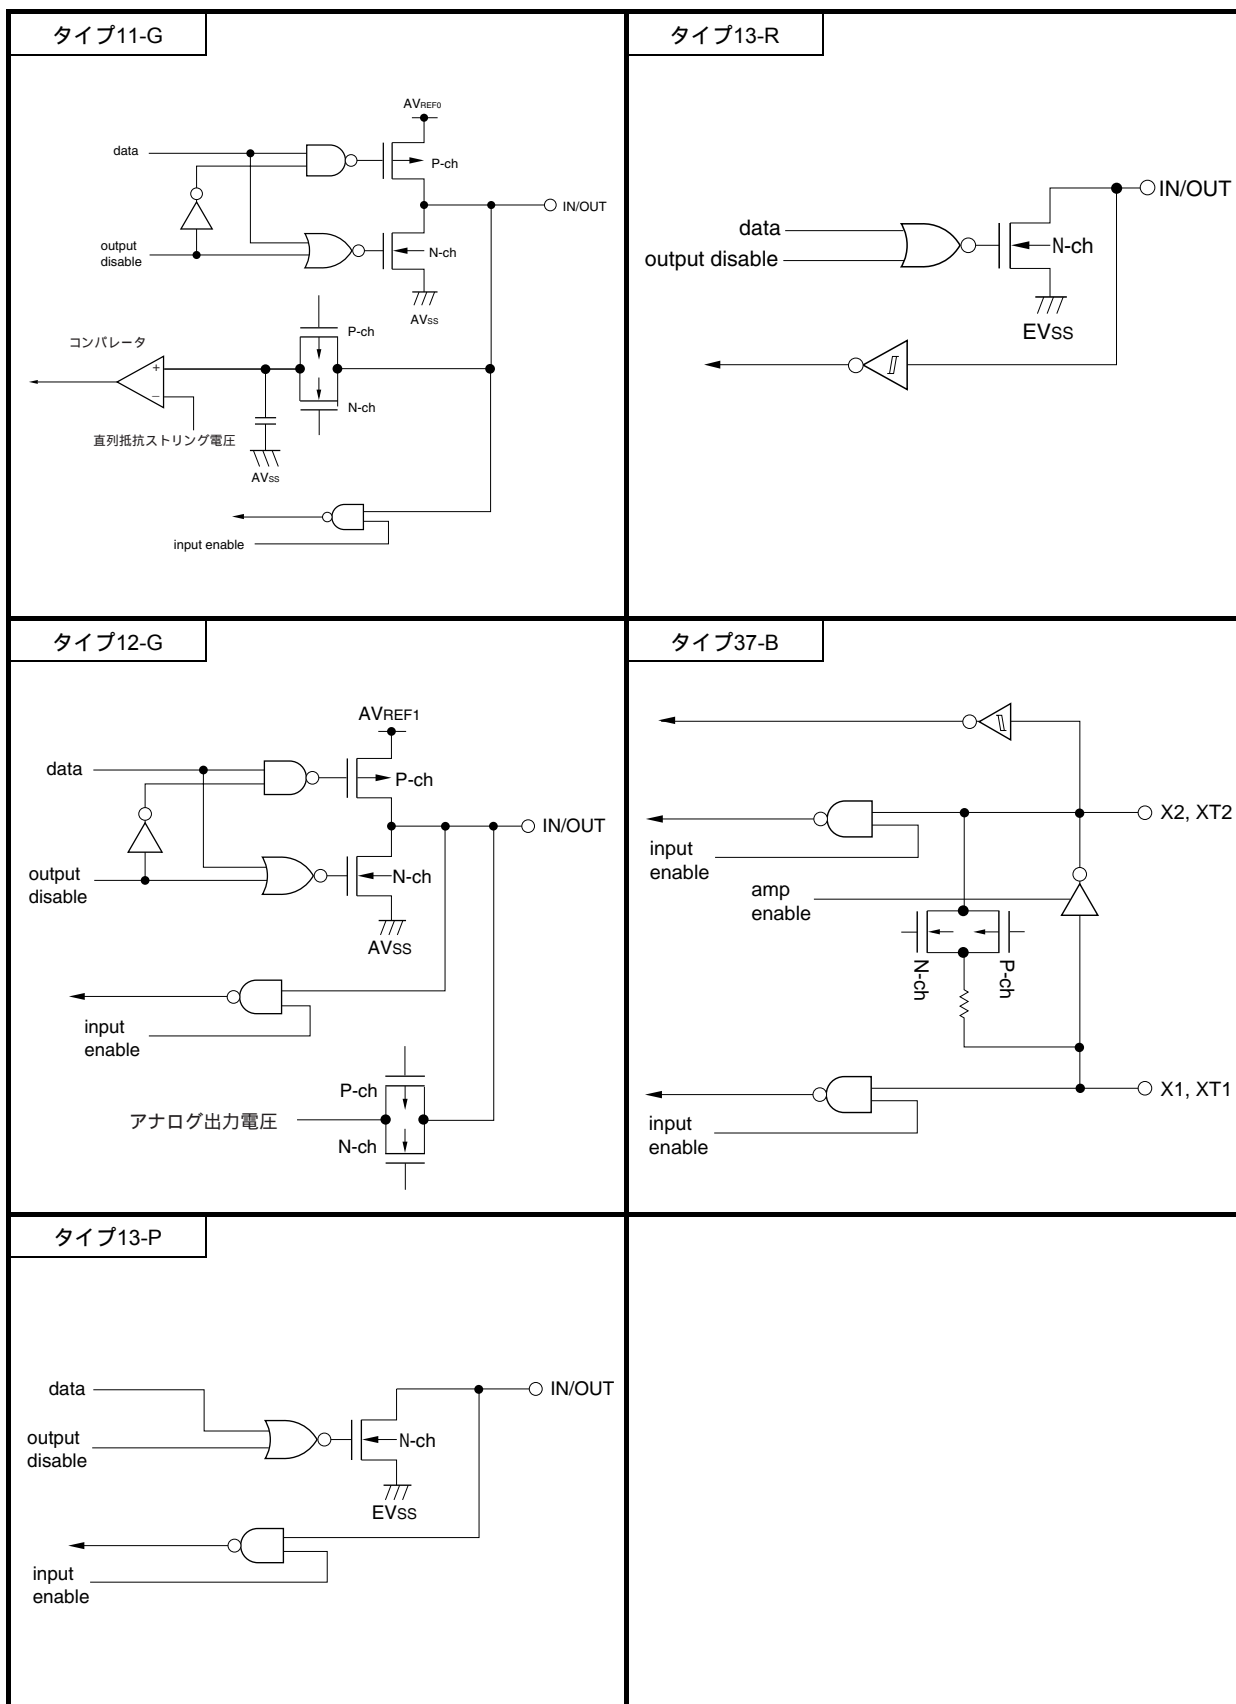 タイプ11-G
AVREF0
data
P-ch
IN/OUT
output
disable
N-ch
AVss
コンパレータ
P-ch
+
−
N-ch
直列抵抗ストリング電圧
AVss
input enable
タイプ13-R
IN/OUT
data
output disable
N-ch
EVss
タイプ12-G
AVREF1
data
P-ch
IN/OUT
output
disable
N-ch
AVss
input
enable
P-ch
アナログ出力電圧
N-ch
タイプ37-B
X2, XT2
input
enable
amp
enable
N-ch
P-ch
X1, XT1
input
enable
タイプ13-P
data
IN/OUT
output
disable
N-ch
EVss
input
enable